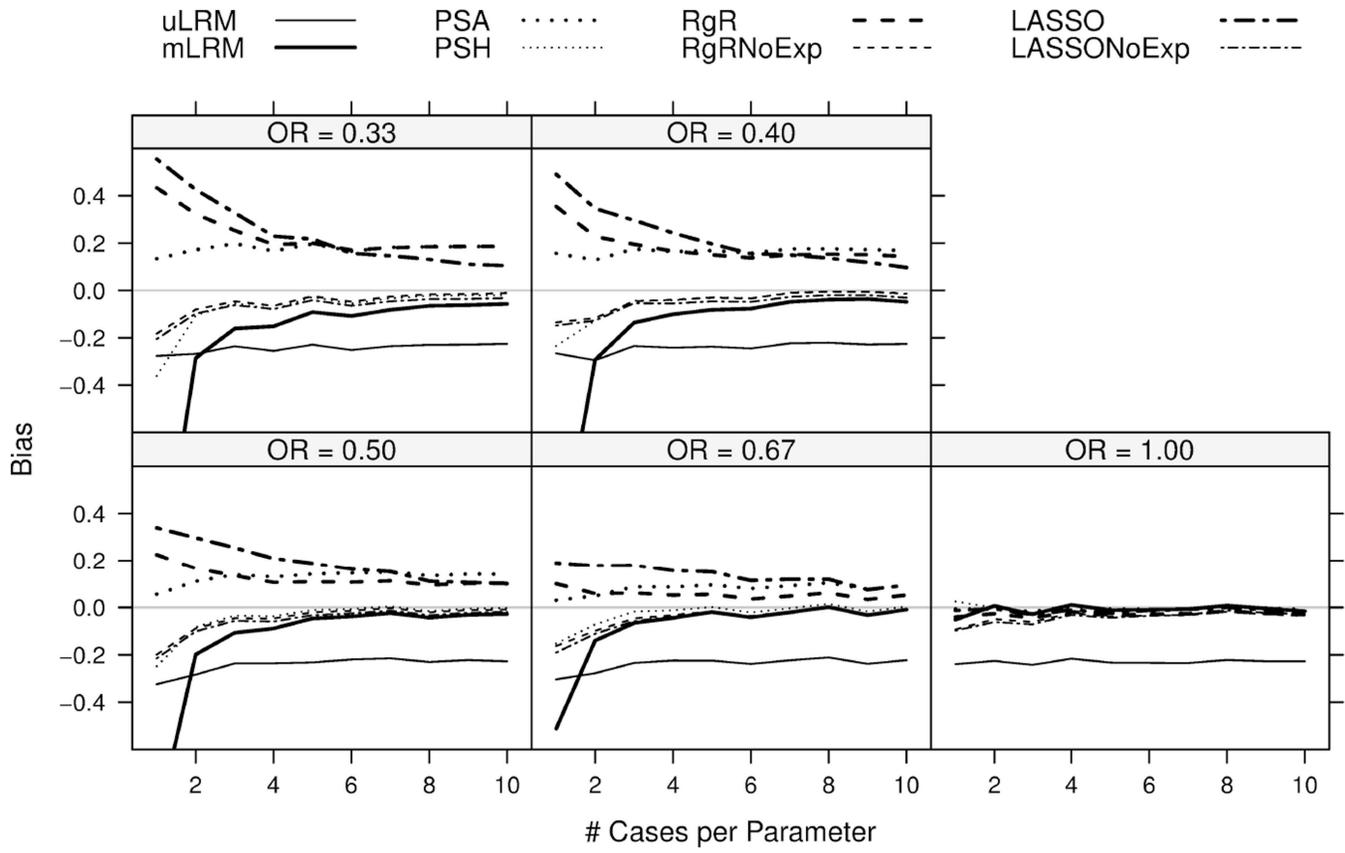 uLRM PSA RgR LASSO
mLRM PSH RgRNoExp LASSONoExp
OR = 0.33 OR = 0.40
0.4
0.2
0.0
−0.2
−0.4
Bias
OR = 0.50 OR = 0.67 OR = 1.00
0.4
0.2
0.0
−0.2
−0.4
2 4 6 8 10 2 4 6 8 10 2 4 6 8 10
# Cases per Parameter